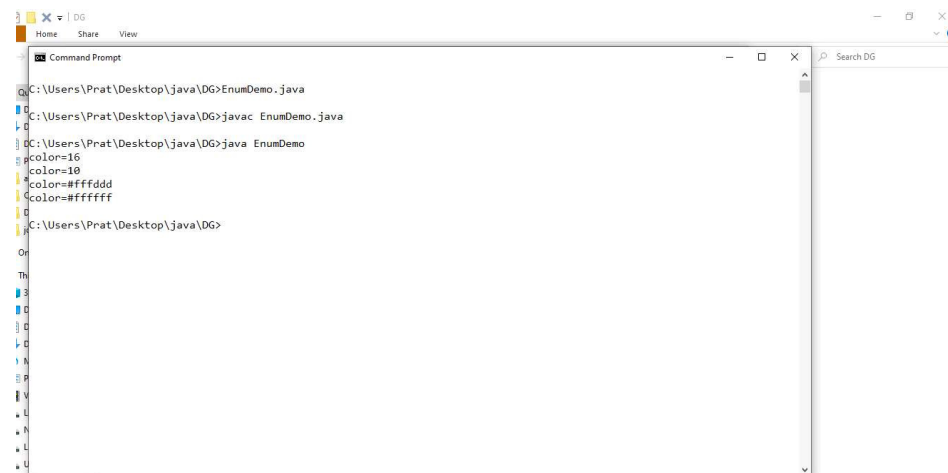 DG
Home Share View
Command Prompt
Search DG
C:\Users\Prat\Desktop\java\DG>EnumDemo.java
C:\Users\Prat\Desktop\java\DG>javac EnumDemo.java
C:\Users\Prat\Desktop\java\DG>java EnumDemo
color=16
color=10
color=#fffddd
color=#ffffff
C:\Users\Prat\Desktop\java\DG>